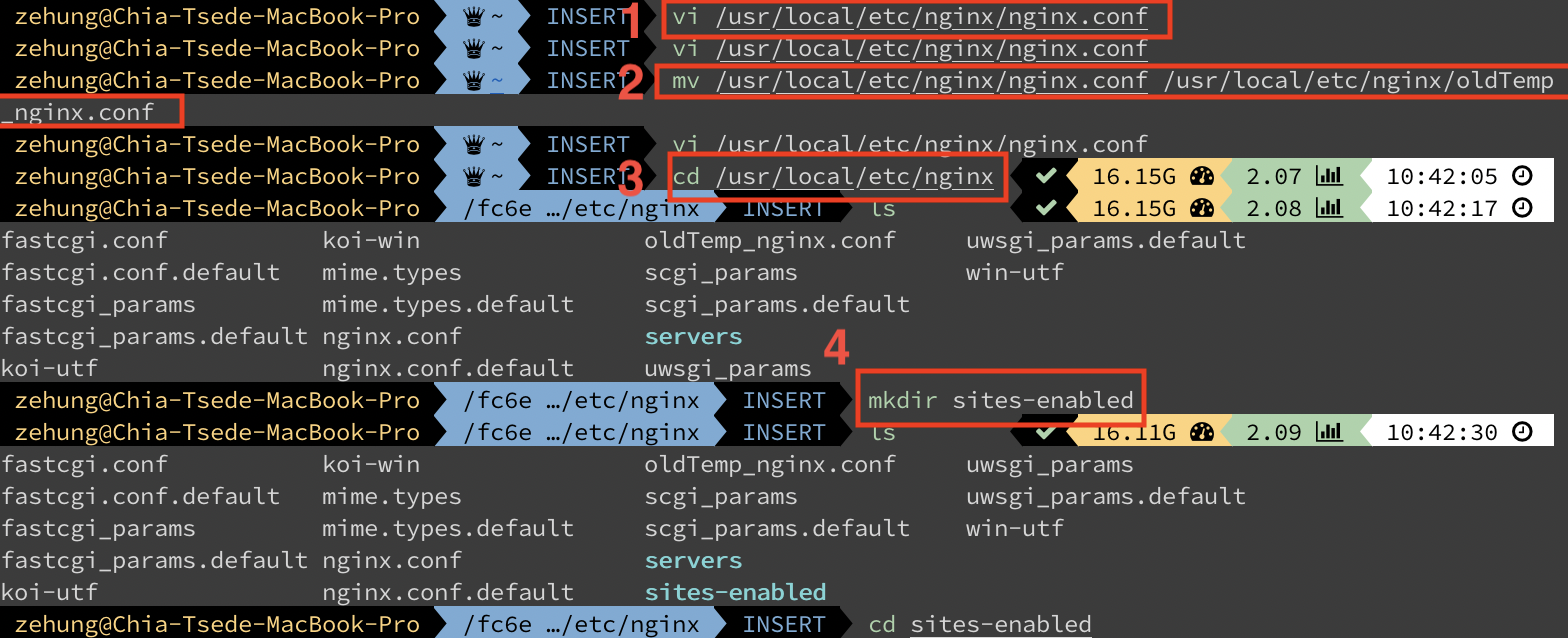 zehung@Chia-Tsede-MacBook-Pro ~ INSERT 1 vi /usr/local/etc/nginx/nginx.conf
zehung@Chia-Tsede-MacBook-Pro ~ INSERT vi /usr/local/etc/nginx/nginx.conf
zehung@Chia-Tsede-MacBook-Pro ~ INSERT 2 mv /usr/local/etc/nginx/nginx.conf /usr/local/etc/nginx/oldTemp
_nginx.conf
zehung@Chia-Tsede-MacBook-Pro ~ INSERT vi /usr/local/etc/nginx/nginx.conf
zehung@Chia-Tsede-MacBook-Pro ~ INSERT 3 cd /usr/local/etc/nginx ✔ 16.15G 2.07 10:42:05
zehung@Chia-Tsede-MacBook-Pro /fc6e …/etc/nginx INSERT ls ✔ 16.15G 2.08 10:42:17
fastcgi.conf koi-win oldTemp_nginx.conf uwsgi_params.default
fastcgi.conf.default mime.types scgi_params win-utf
fastcgi_params mime.types.default scgi_params.default
fastcgi_params.default nginx.conf servers
koi-utf nginx.conf.default uwsgi_params
4
zehung@Chia-Tsede-MacBook-Pro /fc6e …/etc/nginx INSERT mkdir sites-enabled
zehung@Chia-Tsede-MacBook-Pro /fc6e …/etc/nginx INSERT ls ✔ 16.11G 2.09 10:42:30
fastcgi.conf koi-win oldTemp_nginx.conf uwsgi_params
fastcgi.conf.default mime.types scgi_params uwsgi_params.default
fastcgi_params mime.types.default scgi_params.default win-utf
fastcgi_params.default nginx.conf servers
koi-utf nginx.conf.default sites-enabled
zehung@Chia-Tsede-MacBook-Pro /fc6e …/etc/nginx INSERT cd sites-enabled